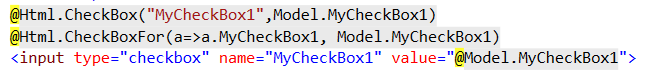 @Html.CheckBox("MyCheckBox1",Model.MyCheckBox1)
@Html.CheckBoxFor(a=>a.MyCheckBox1, Model.MyCheckBox1)
<input type="checkbox" name="MyCheckBox1" value="@Model.MyCheckBox1">